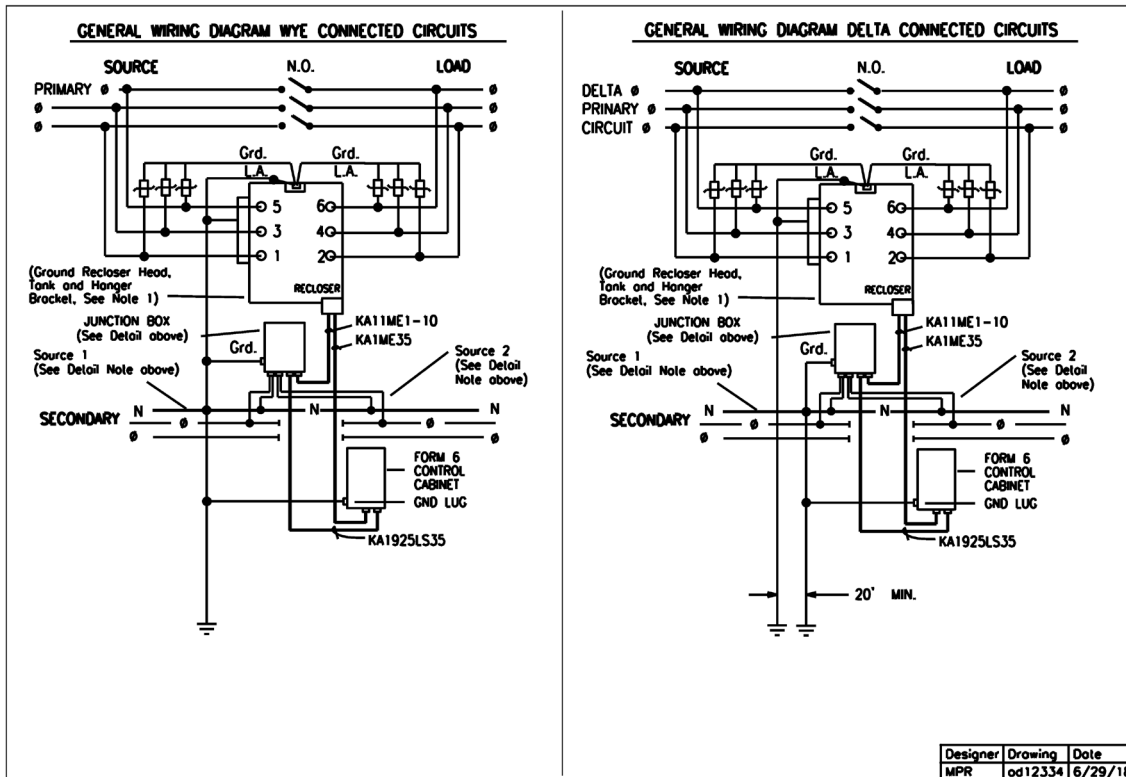 GENERAL WIRING DIAGRAM WYE CONNECTED CIRCUITS
SOURCE N.O. LOAD
PRIMARY ø ø
ø ø
ø ø
Grd. Grd.
L.A. L.A.
5 6
3 4
1 2
(Ground Recloser Head,
Tank and Hanger
Bracket, See Note 1)
RECLOSER
JUNCTION BOX
(See Detail above)
KA11ME1-10
KA1ME35
Grd.
Source 1
(See Detail Note above)
Source 2
(See Detail
Note above)
N N N
SECONDARY ø ø
ø ø
FORM 6
CONTROL
CABINET
GND LUG
KA1925LS35
GENERAL WIRING DIAGRAM DELTA CONNECTED CIRCUITS
SOURCE N.O. LOAD
DELTA ø ø
PRINARY ø ø
CIRCUIT ø ø
Grd. Grd.
L.A. L.A.
5 6
3 4
1 2
(Ground Recloser Head,
Tank and Hanger
Bracket, See Note 1)
RECLOSER
JUNCTION BOX
(See Detail above)
KA11ME1-10
KA1ME35
Grd.
Source 1
(See Detail Note above)
Source 2
(See Detail
Note above)
N N N
SECONDARY ø ø
ø ø
FORM 6
CONTROL
CABINET
GND LUG
KA1925LS35
20' MIN.
Designer Drawing Date
MPR od12334 6/29/18